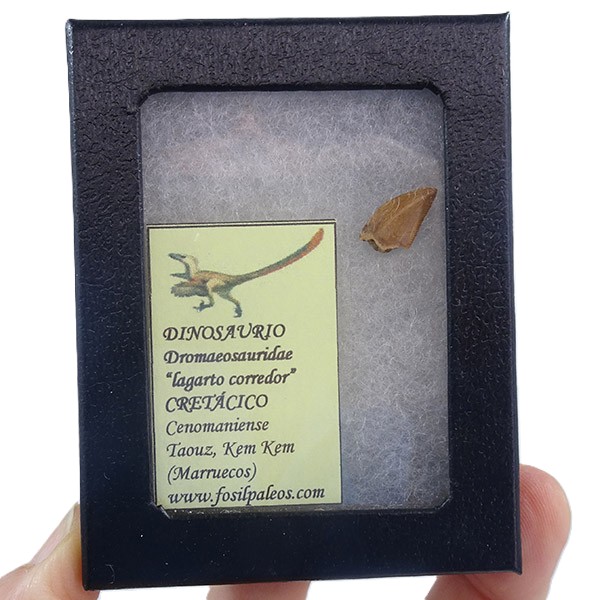 DINOSAURIO
Dromaeosauridae
"lagarto corredor"
CRETÁCICO
Cenomaniense
Taouz, Kem Kem
(Marruecos)
www.fosilpaleos.com